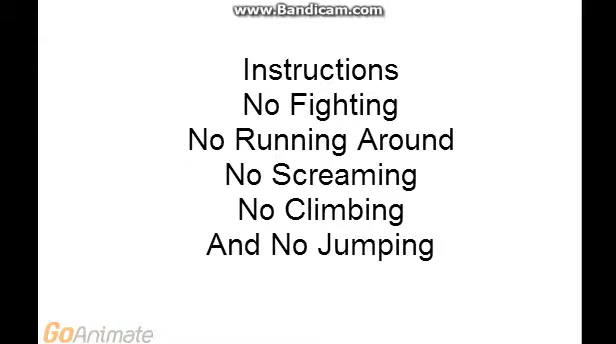 www.Bandicam.com
Instructions
No Fighting
No Running Around
No Screaming
No Climbing
And No Jumping
GoAnimate